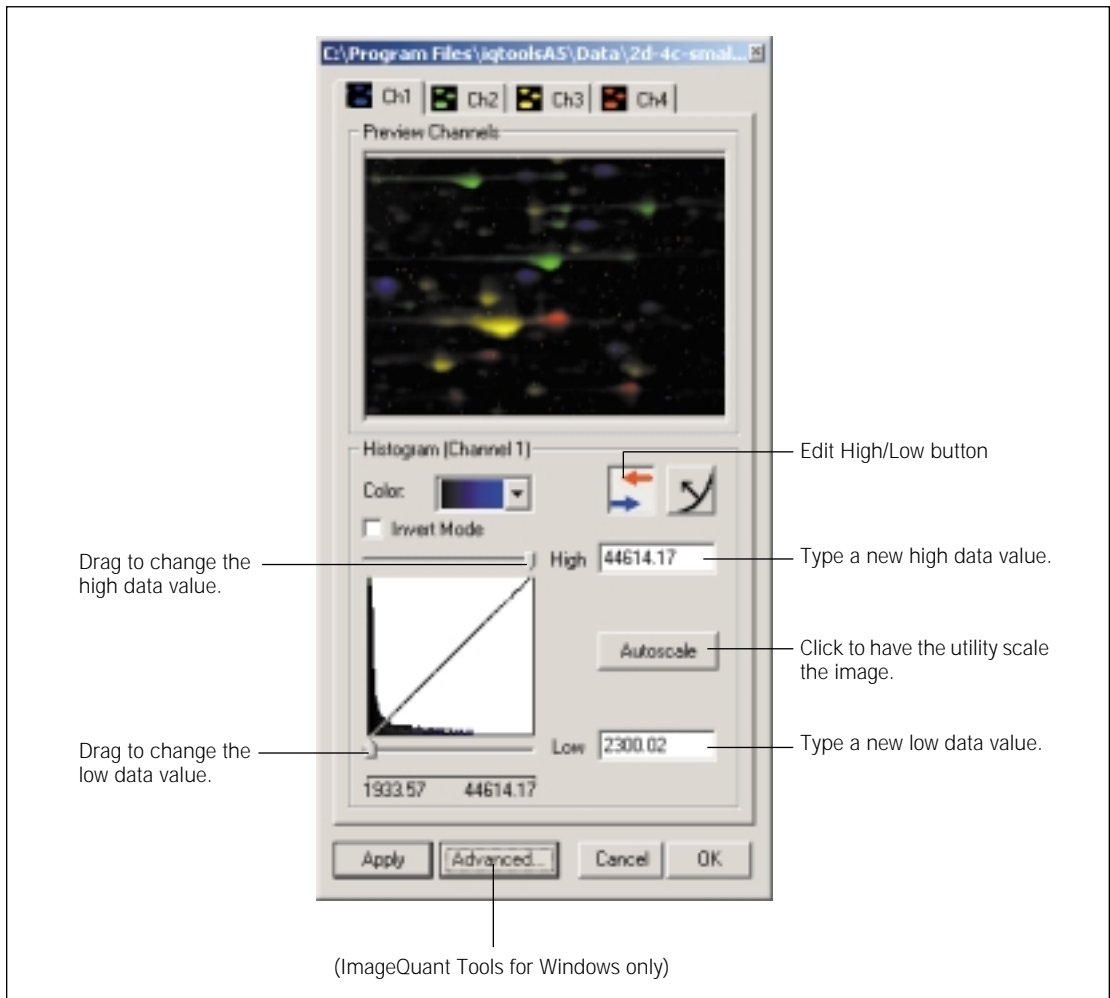 C:\Program Files\iqtoolsA5\Data\2d-4c-smal...
Ch1 Ch2 Ch3 Ch4
Preview Channels
Histogram (Channel 1)
Edit High/Low button
Color:
Invert Mode
Drag to change the
high data value.
High 44614.17
Type a new high data value.
Autoscale
Click to have the utility scale
the image.
Drag to change the
low data value.
Low 2300.02
Type a new low data value.
1933.57 44614.17
Apply Advanced... Cancel OK
(ImageQuant Tools for Windows only)